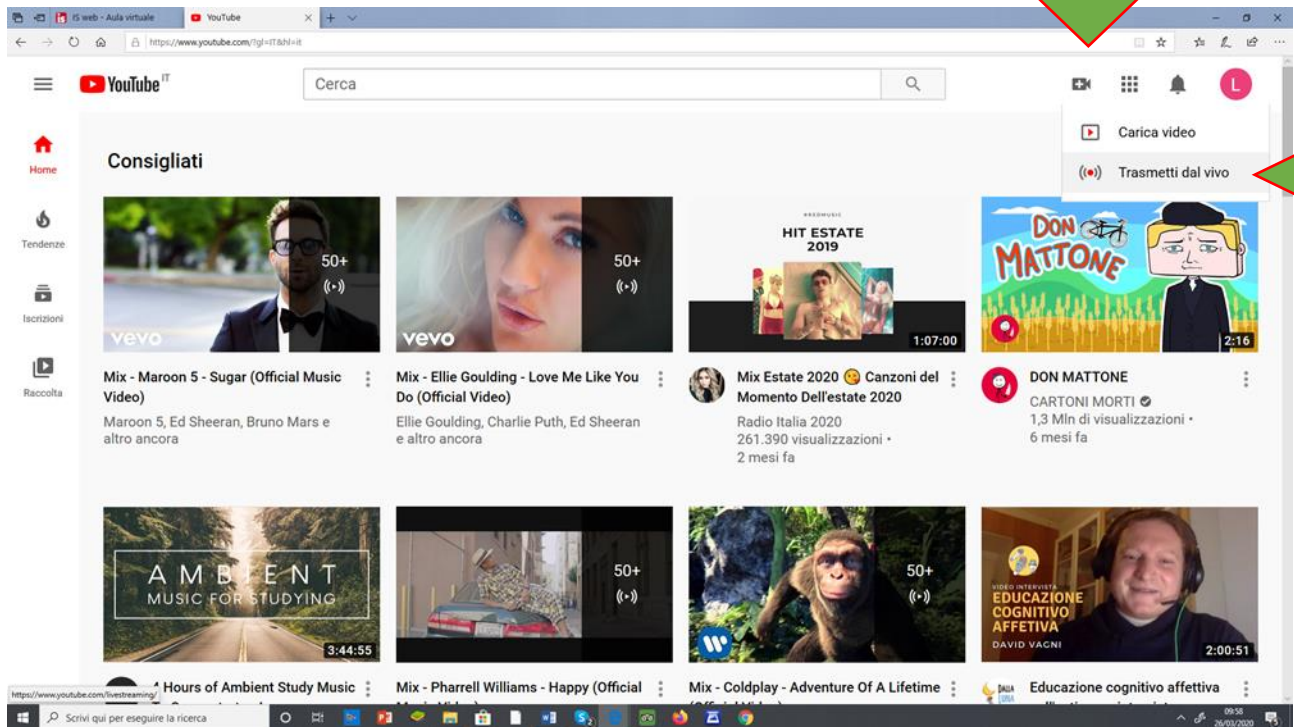 IS web - Aula virtuale
YouTube
https://www.youtube.com/?gl=IT&hl=it
YouTube IT
Cerca
L
Carica video
Trasmetti dal vivo
Home
Tendenze
Iscrizioni
Raccolta
Consigliati
50+
vevo
50+
vevo
#REDMUSIC
HIT ESTATE
2019
1:07:00
DON
MATTONE
2:16
Mix - Maroon 5 - Sugar (Official Music
Video)
Maroon 5, Ed Sheeran, Bruno Mars e
altro ancora
Mix - Ellie Goulding - Love Me Like You
Do (Official Video)
Ellie Goulding, Charlie Puth, Ed Sheeran
e altro ancora
Mix Estate 2020 😘 Canzoni del
Momento Dell'estate 2020
Radio Italia 2020
261.390 visualizzazioni •
2 mesi fa
DON MATTONE
CARTONI MORTI
1,3 Mln di visualizzazioni •
6 mesi fa
AMBIENT
MUSIC FOR STUDYING
3:44:55
50+
50+
VIDEO INTERVISTA
EDUCAZIONE
COGNITIVO
AFFETTIVA
DAVID VAGNI
2:00:51
4 Hours of Ambient Study Music
Mix - Pharrell Williams - Happy (Official
Mix - Coldplay - Adventure Of A Lifetime
Educazione cognitivo affettiva
https://www.youtube.com/livestreaming/
Scrivi qui per eseguire la ricerca
09:58
26/03/2020